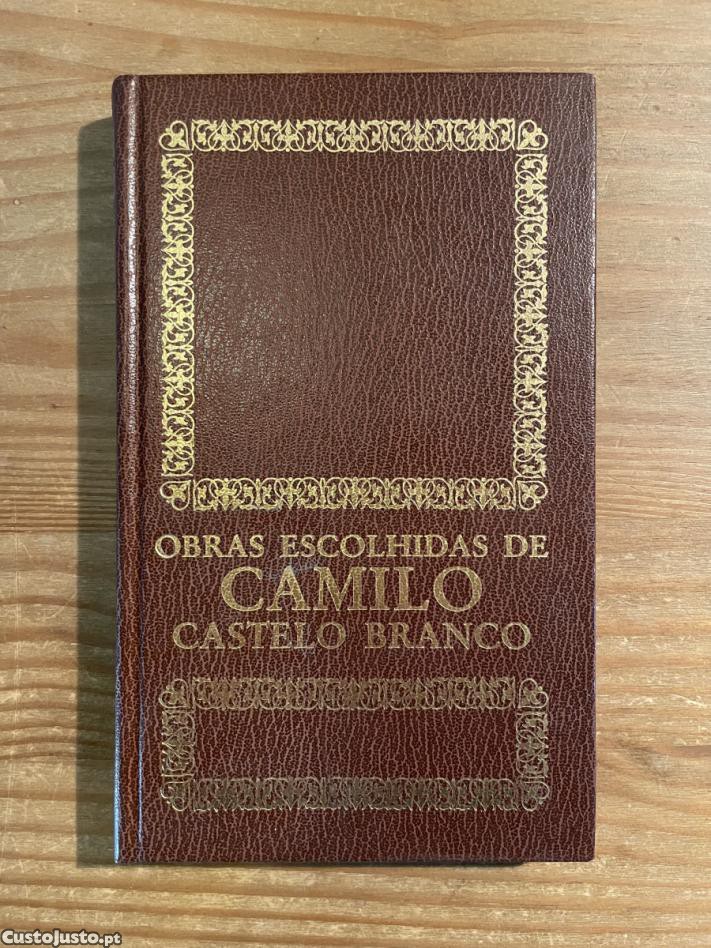 OBRAS ESCOLHIDAS DE
CAMILO
CASTELO BRANCO
CustoJusto.pt